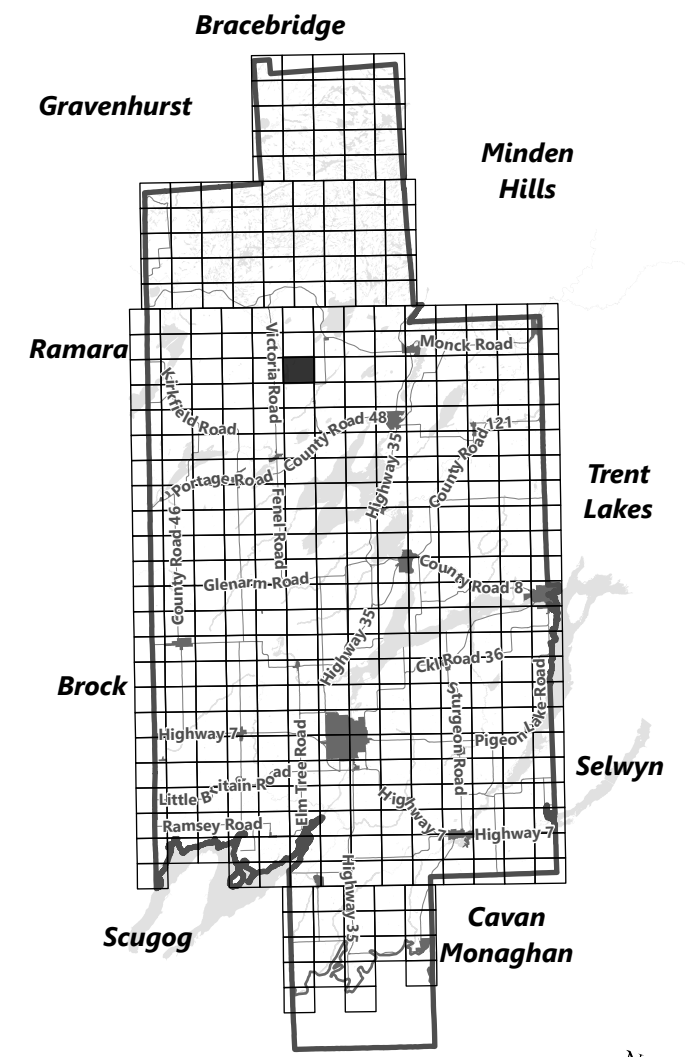 Bracebridge
Gravenhurst
Minden
Hills
Ramara
Victoria Road
Monck Road
Kirkfield Road
County Road 48
Highway 35
County Road 121
Portage Road
Trent
Lakes
County Road 46
Fenel Road
Glenarm Road
County Road 8
Highway 35
Ckl Road 36
Brock
Sturgeon Road
Pigeon Lake Road
Highway 7
Elm Tree Road
Selwyn
Little Britain Road
Highway 7
Ramsey Road
Highway 7
Highway 35
Scugog
Cavan
Monaghan
N